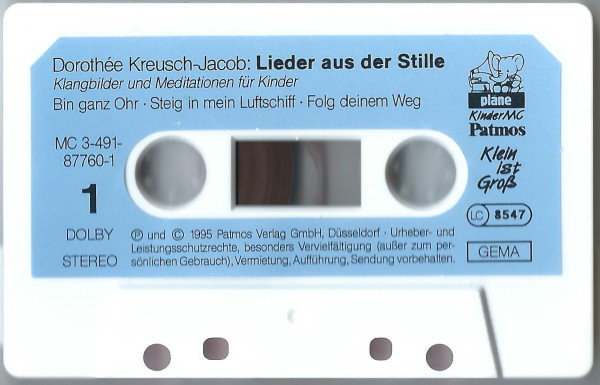 Dorothée Kreusch-Jacob: Lieder aus der Stille
Klangbilder und Meditationen für Kinder
Bin ganz Ohr · Steig in mein Luftschiff · Folg deinem Weg
plane
KinderMC
Patmos
MC 3-491-
87760-1
Klein
ist
Groß
1
LC 8547
DOLBY
STEREO
℗ und © 1995 Patmos Verlag GmbH, Düsseldorf · Urheber- und
Leistungsschutzrechte, besonders Vervielfältigung (außer zum per-
sönlichen Gebrauch), Vermietung, Aufführung, Sendung vorbehalten.
GEMA